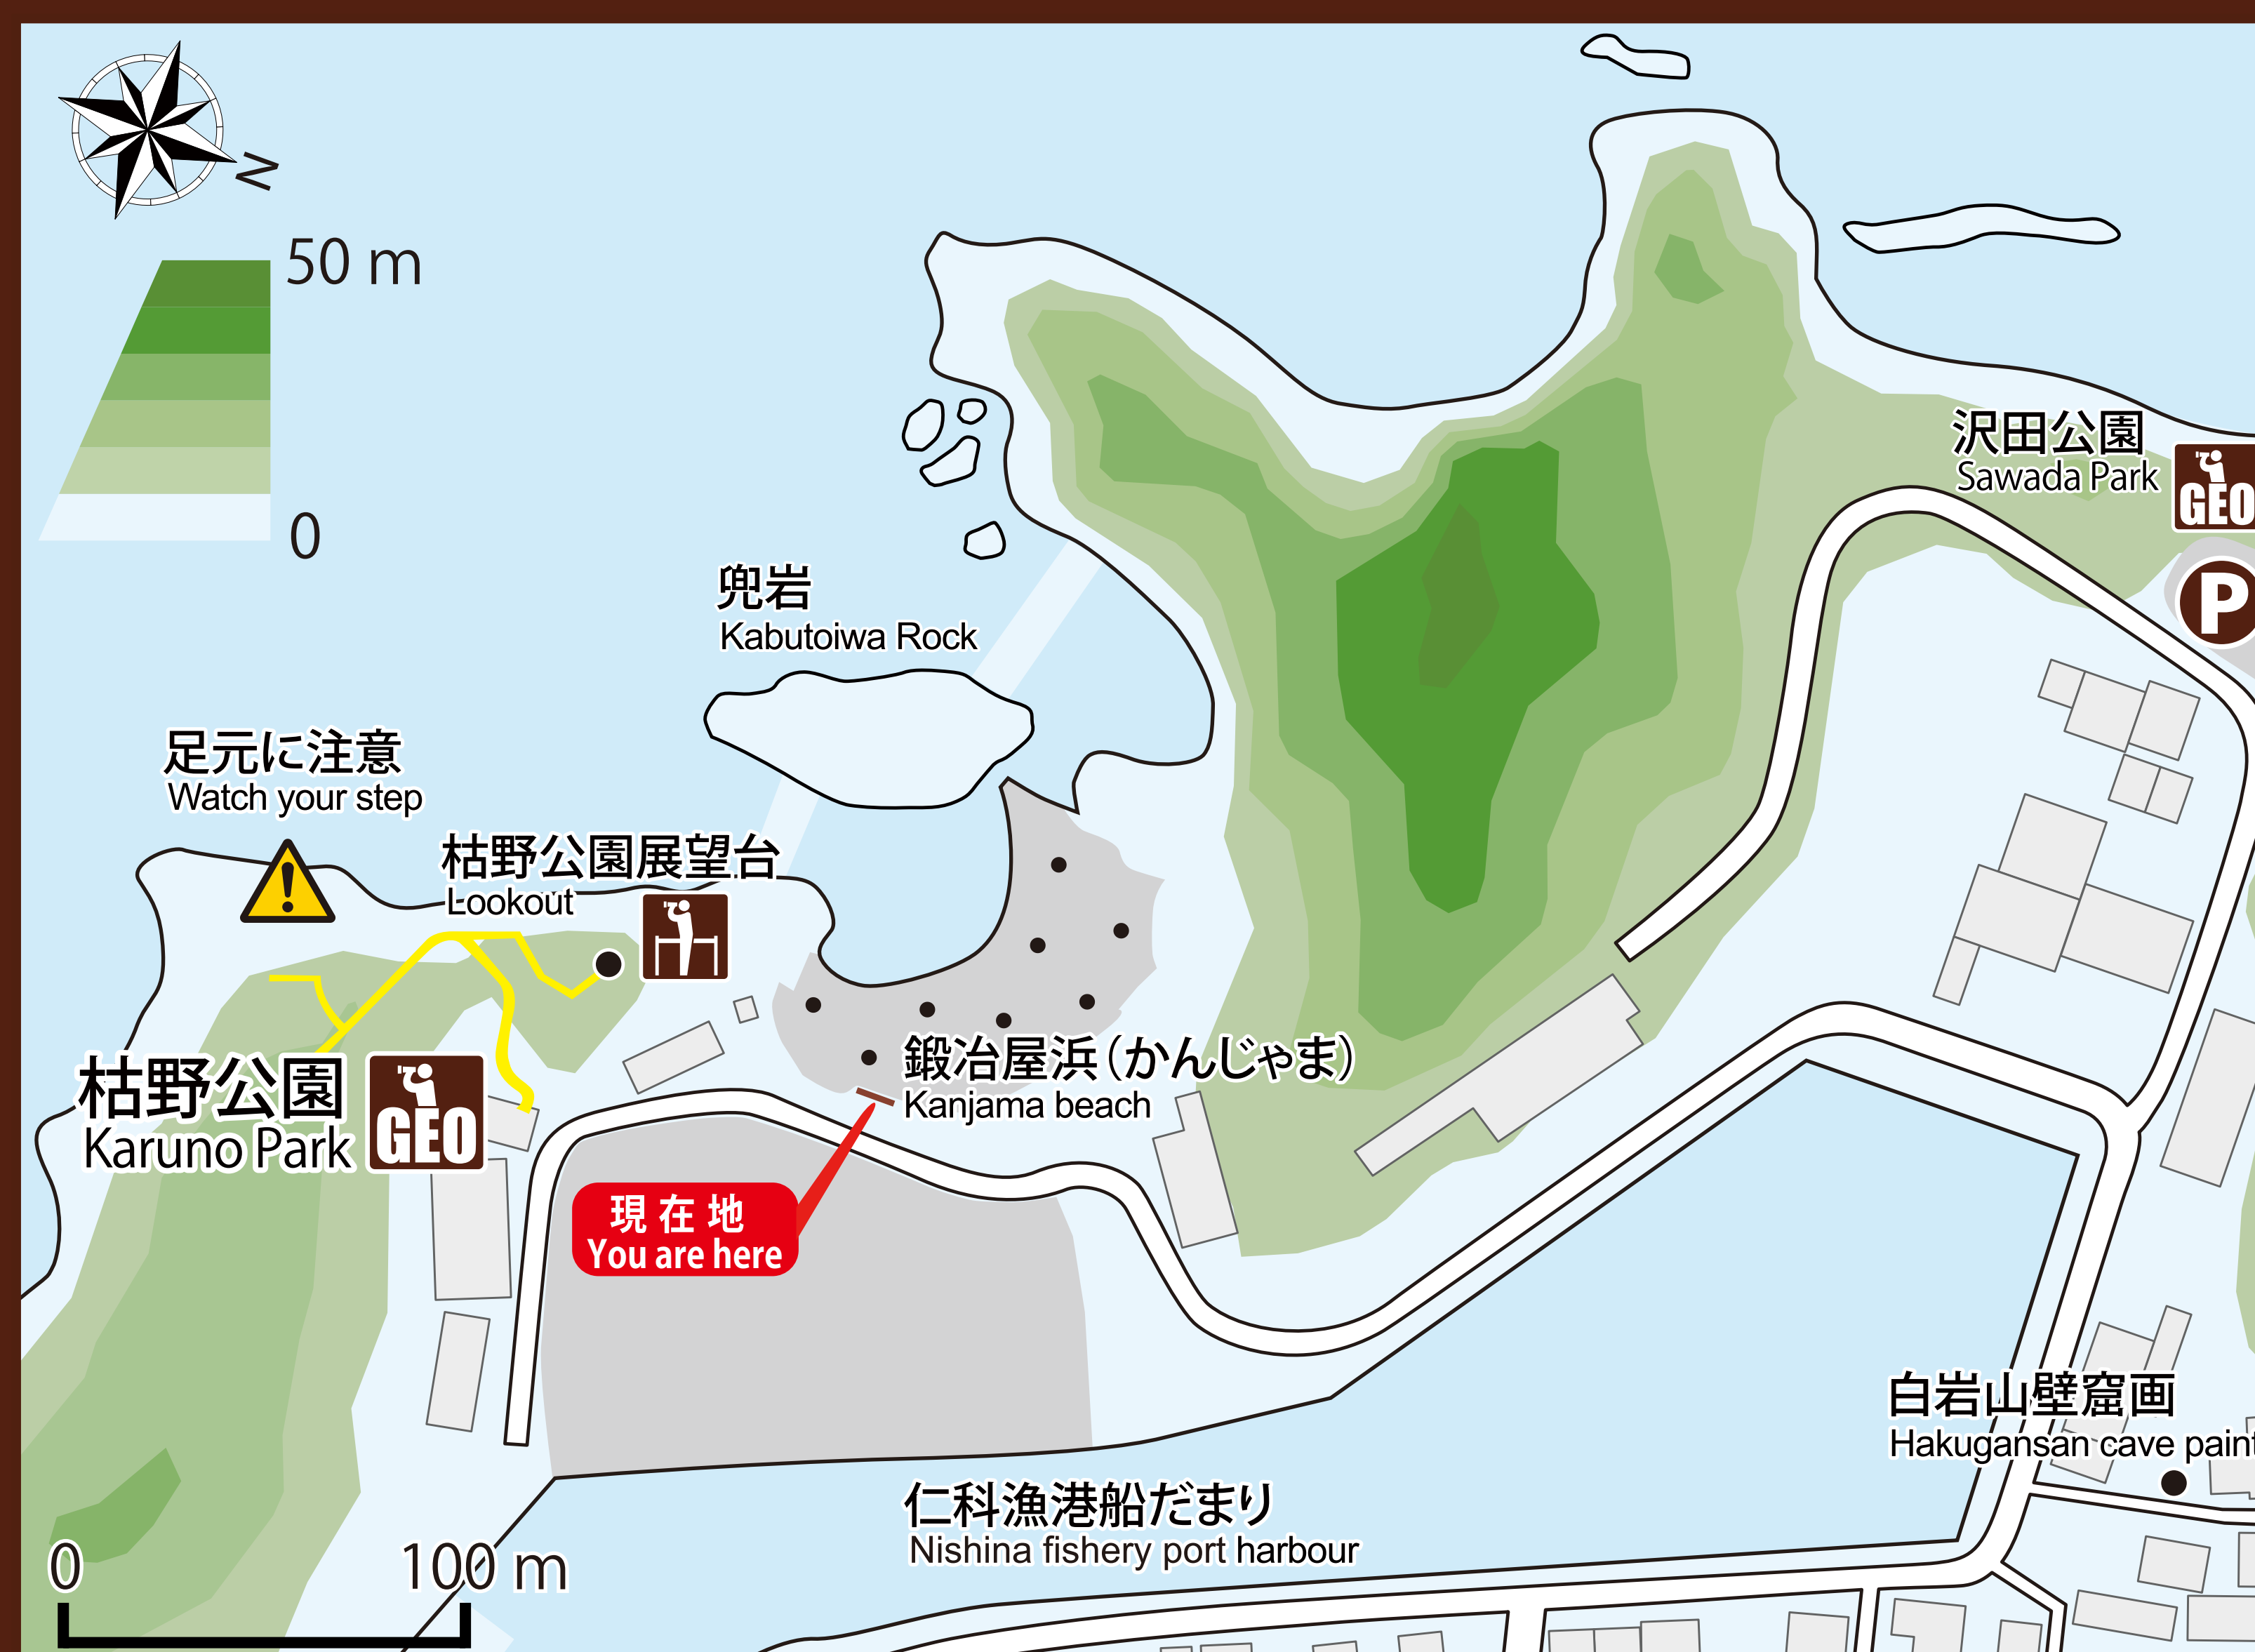 N
50 m
0
沢田公園
Sawada Park
GEO
P
兜岩
Kabutoiwa Rock
足元に注意
Watch your step
枯野公園展望台
Lookout
枯野公園
Karuno Park
GEO
鍛冶屋浜(かんじゃま)
Kanjama beach
現在地
You are here
白岩山壁窟画
Hakugansan cave paint
仁科漁港船だまり
Nishina fishery port harbour
0
100 m